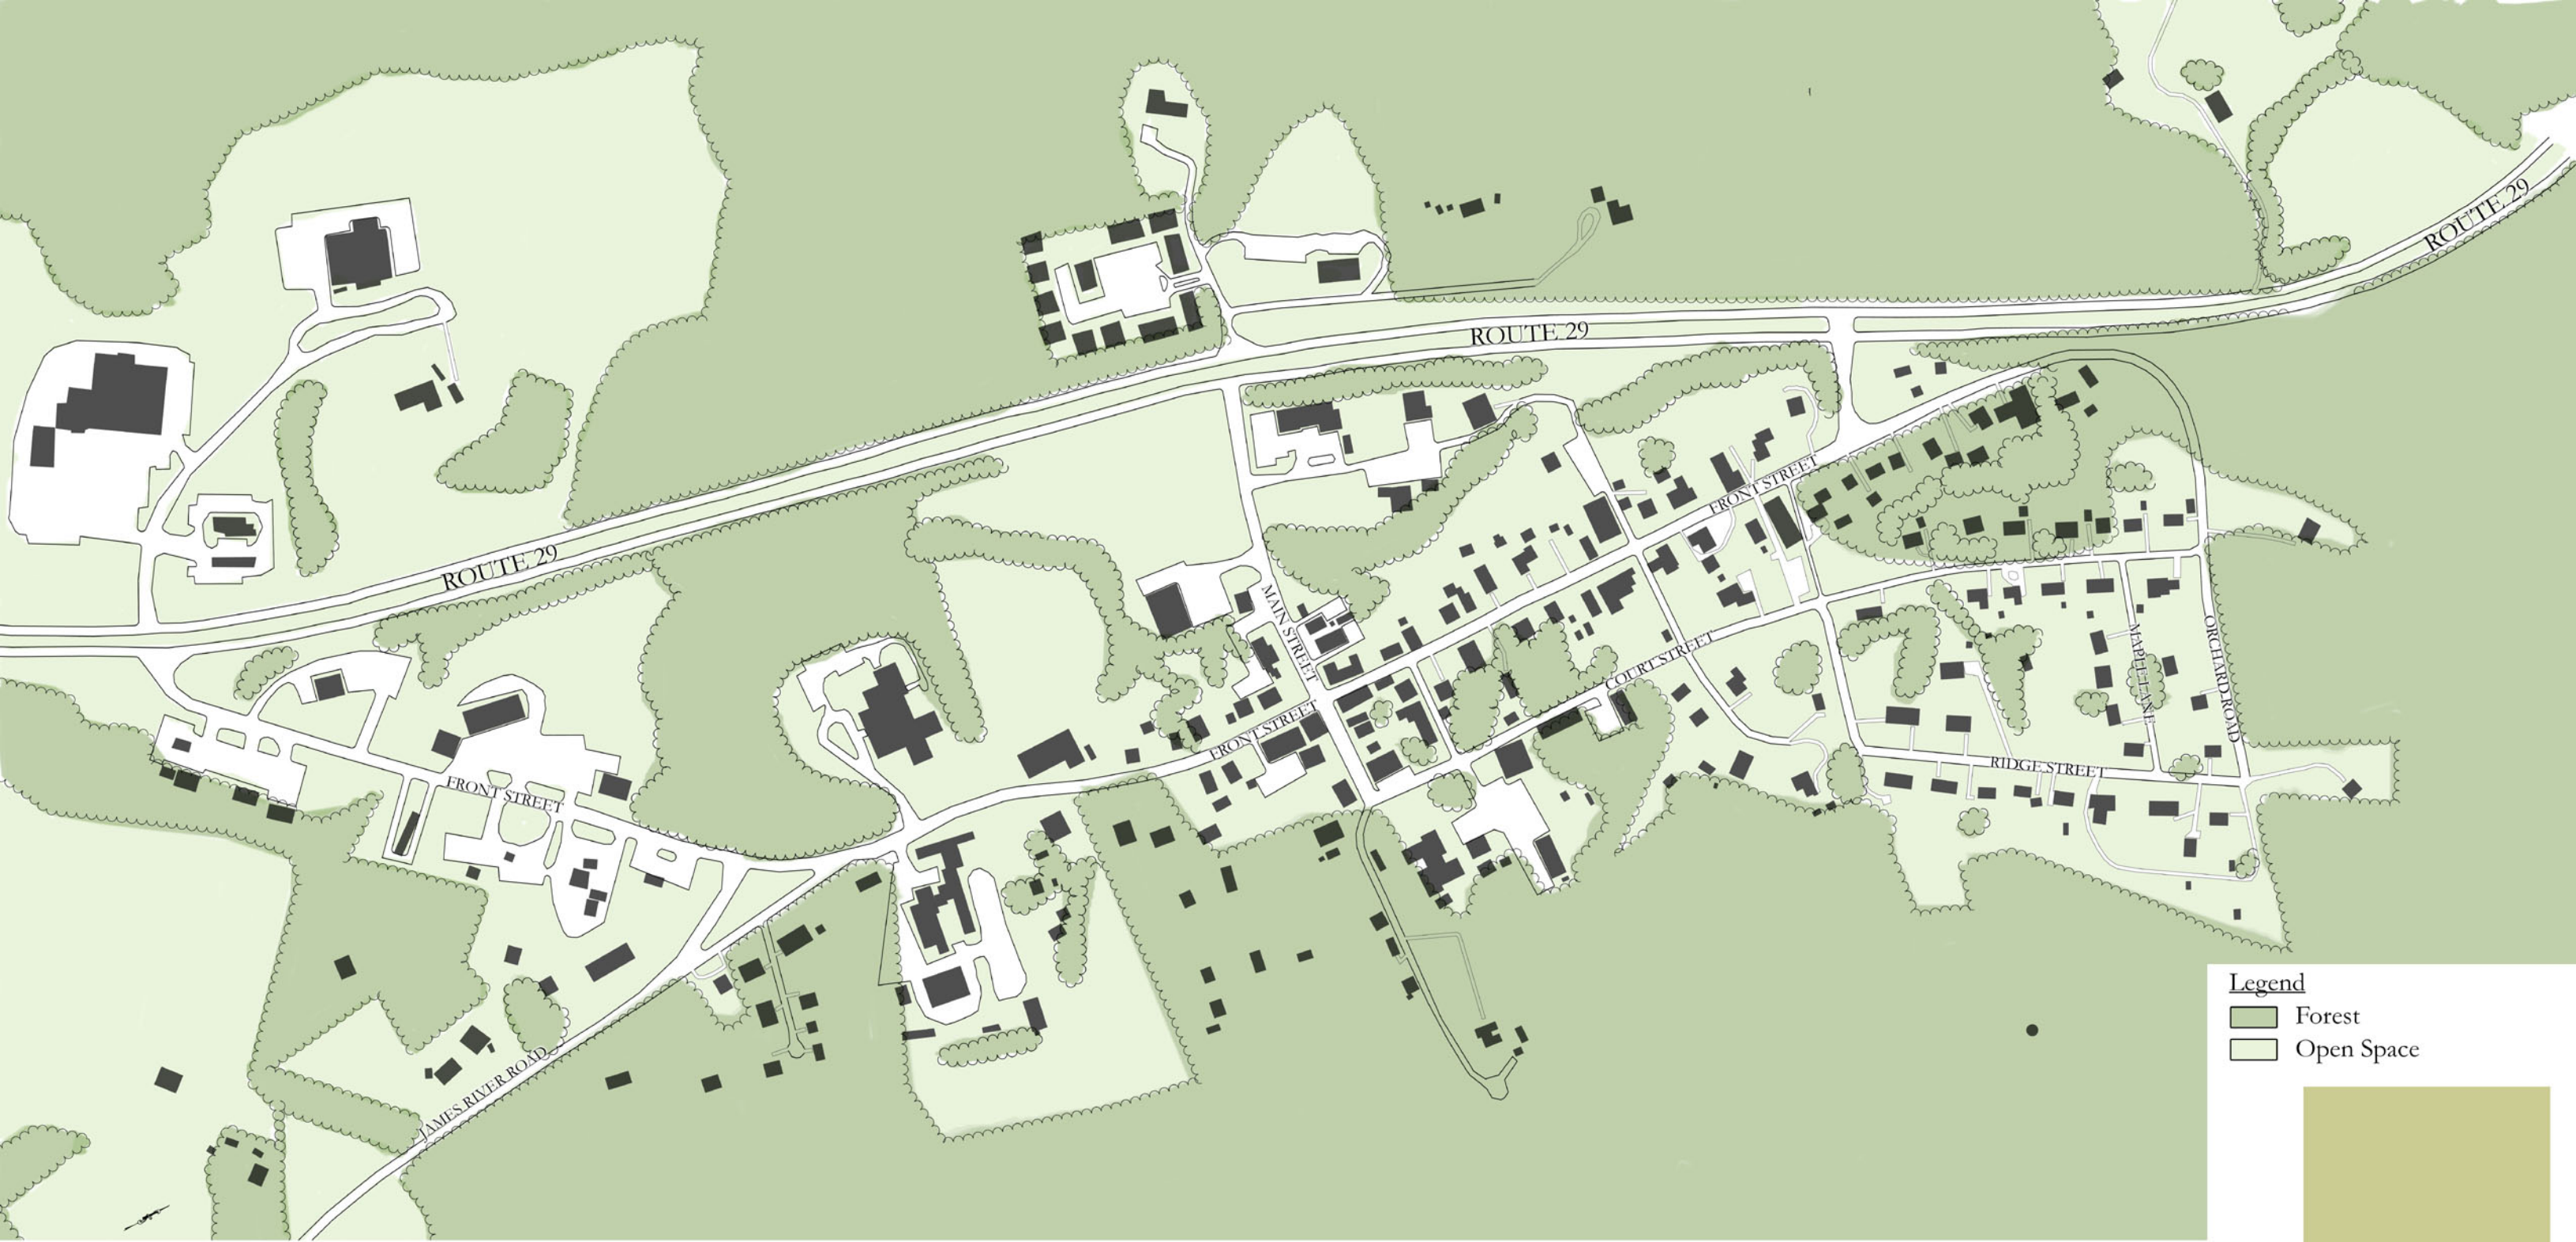 ROUTE 29
ROUTE 29
ROUTE 29
FRONT STREET
MAIN STREET
COURT STREET
MAPLE LANE
ORCHARD ROAD
FRONT STREET
RIDGE STREET
FRONT STREET
JAMES RIVER ROAD
Legend
Forest
Open Space